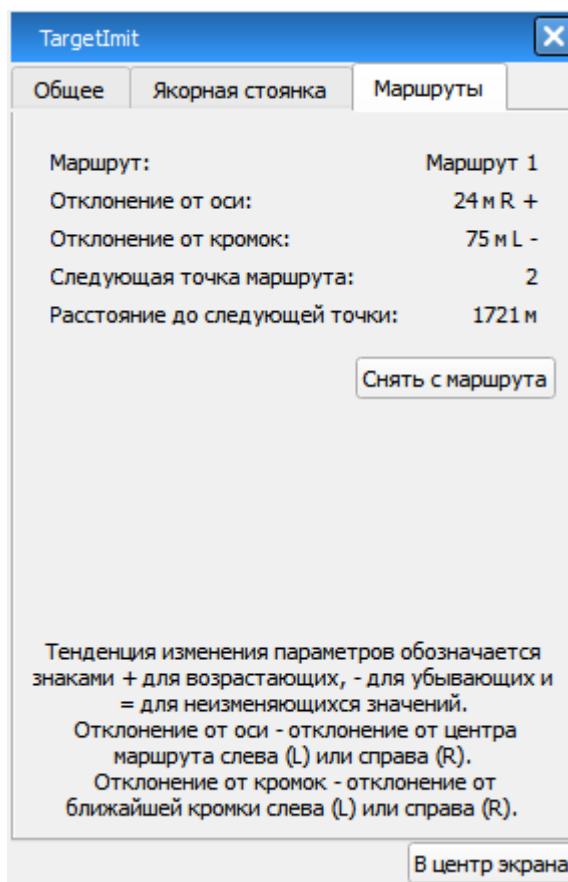 TargetImit
Общее Якорная стоянка Маршруты
Маршрут: Маршрут 1
Отклонение от оси: 24 м R +
Отклонение от кромок: 75 м L -
Следующая точка маршрута: 2
Расстояние до следующей точки: 1721 м
Снять с маршрута
Тенденция изменения параметров обозначается
знаками + для возрастающих, - для убывающих и
= для неизменяющихся значений.
Отклонение от оси - отклонение от центра
маршрута слева (L) или справа (R).
Отклонение от кромок - отклонение от
ближайшей кромки слева (L) или справа (R).
В центр экрана